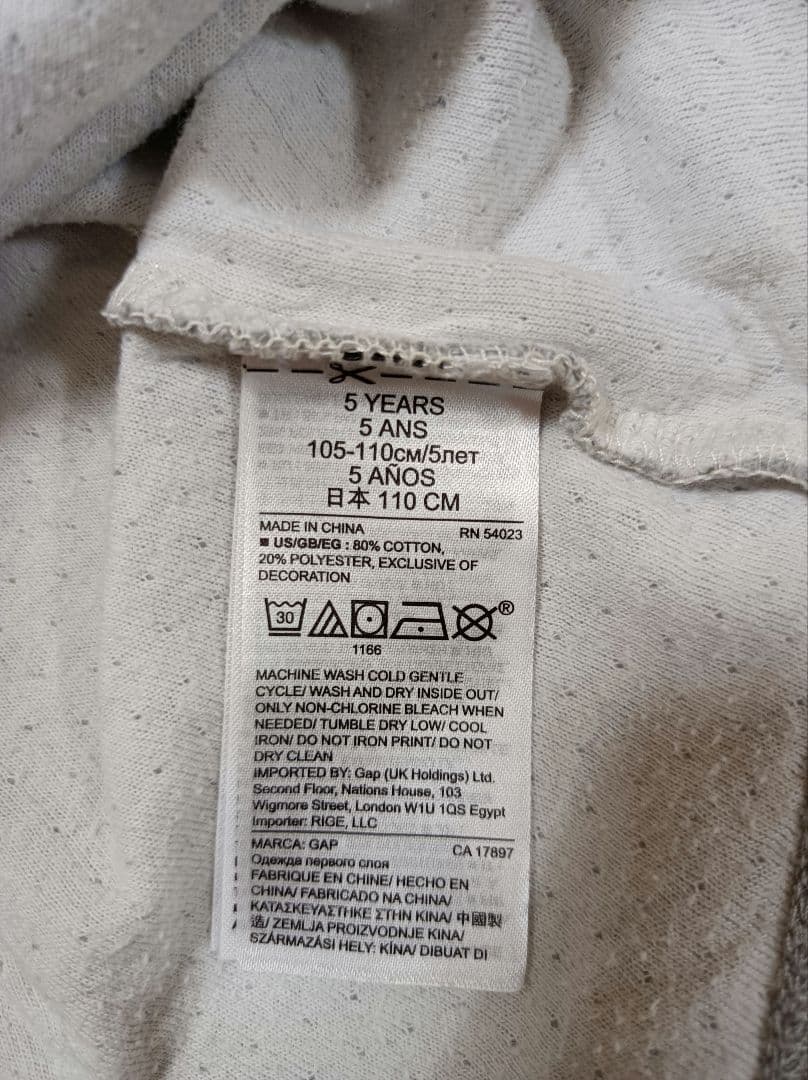 5 YEARS
5 ANS
105-110см/5лет
5 AÑOS
日本 110 CM
MADE IN CHINA RN 54023
■ US/GB/EG : 80% COTTON,
20% POLYESTER, EXCLUSIVE OF
DECORATION
30 ®
1166
MACHINE WASH COLD GENTLE
CYCLE/ WASH AND DRY INSIDE OUT/
ONLY NON-CHLORINE BLEACH WHEN
NEEDED/ TUMBLE DRY LOW/ COOL
IRON/ DO NOT IRON PRINT/ DO NOT
DRY CLEAN
IMPORTED BY: Gap (UK Holdings) Ltd.
Second Floor, Nations House, 103
Wigmore Street, London W1U 1QS Egypt
Importer: RIGE, LLC
MARCA: GAP CA 17897
Одежда первого слоя
FABRIQUE EN CHINE/ HECHO EN
CHINA/ FABRICADO NA CHINA/
ΚΑΤΑΣΚΕΥΑΣΤΗΚΕ ΣΤΗΝ ΚΙΝΑ/ 中國製
造/ ZEMLJA PROIZVODNJE KINA/
SZÁRMAZÁSI HELY: KÍNA/ DIBUAT DI